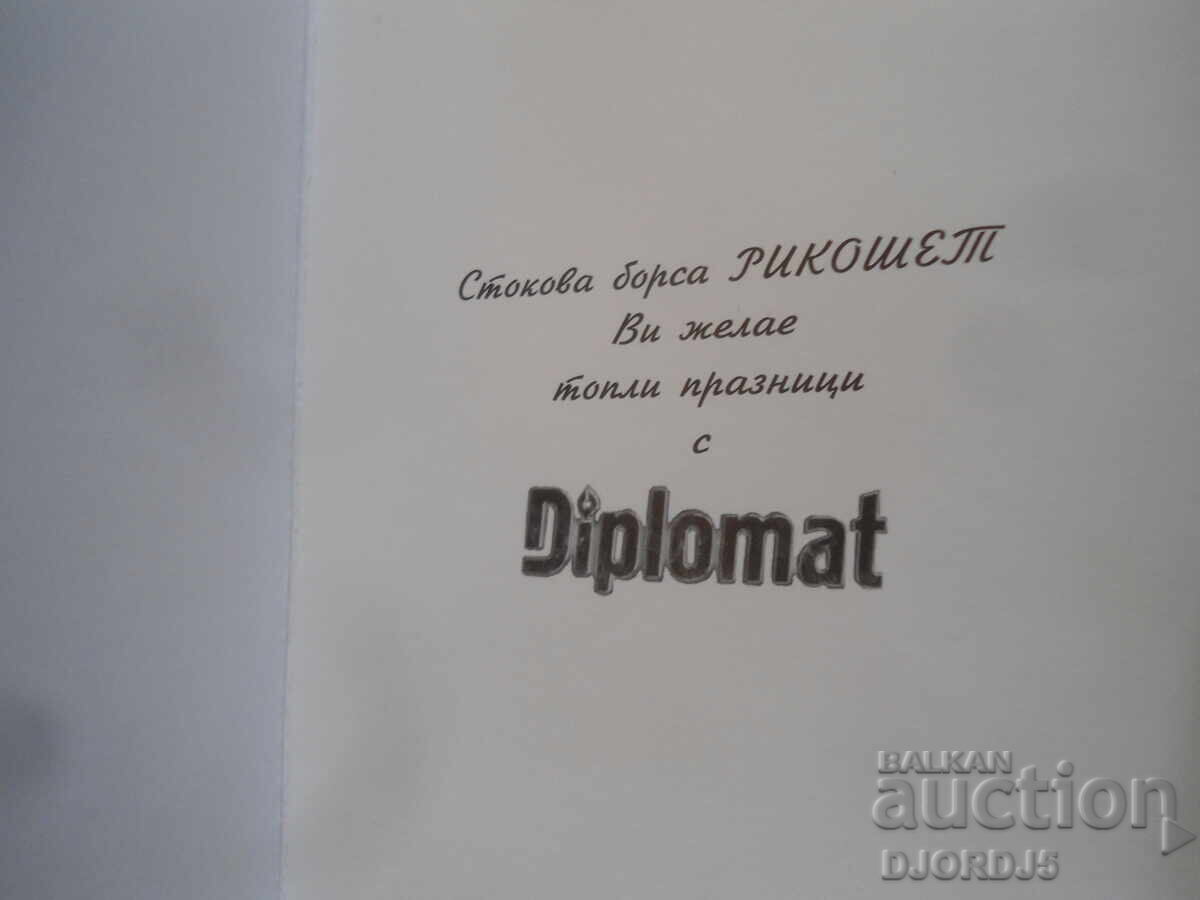 Стокова борса РИКОШЕТ
Ви желае
топли празници
с
Diplomat
BALKAN
auction
DJORDJ5